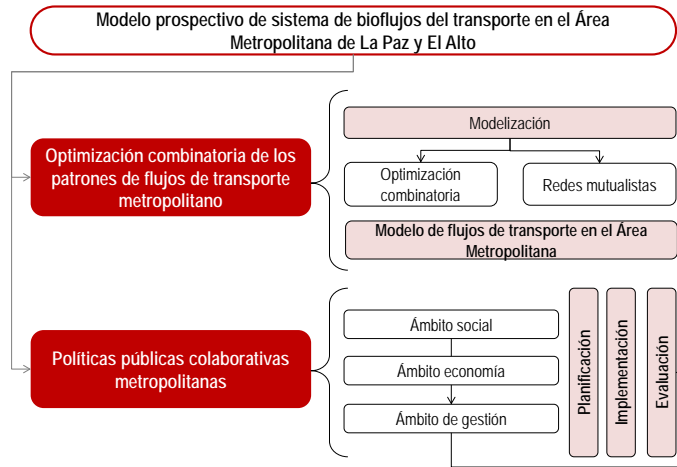 Modelo prospectivo de sistema de bioflujos del transporte en el Área
Metropolitana de La Paz y El Alto
Optimización combinatoria de los
patrones de flujos de transporte
metropolitano
Modelización
Optimización
combinatoria
Redes mutualistas
Modelo de flujos de transporte en el Área
Metropolitana
Políticas públicas colaborativas
metropolitanas
Ámbito social
Ámbito economía
Ámbito de gestión
Planificación
Implementación
Evaluación